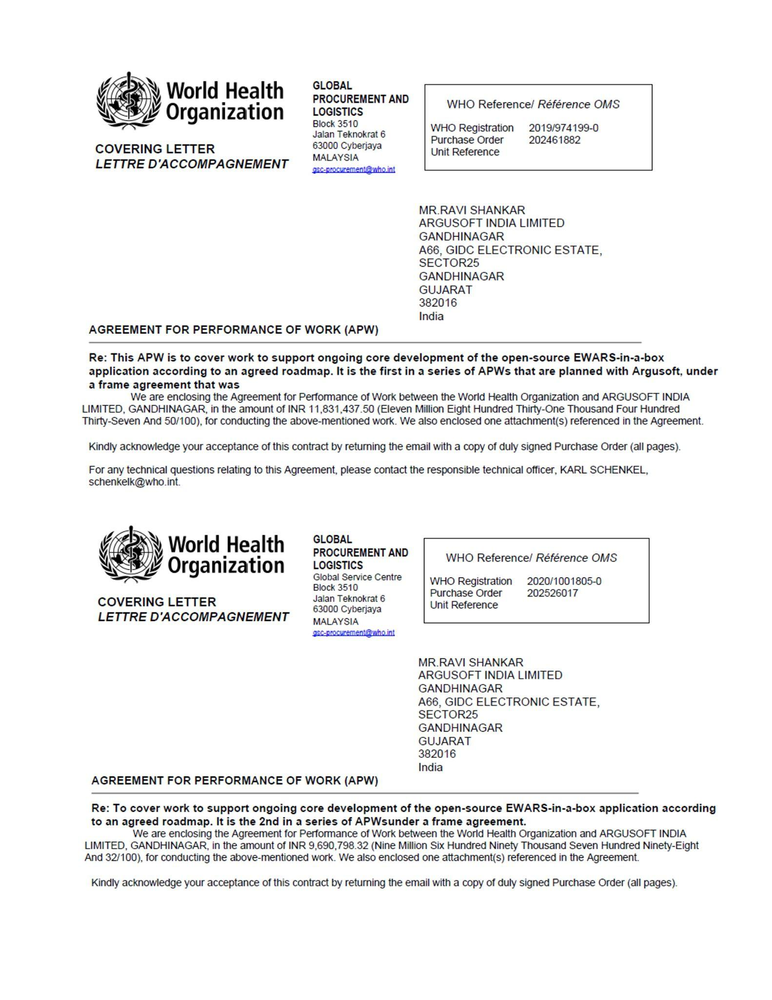 World Health
Organization
COVERING LETTER
LETTRE D'ACCOMPAGNEMENT
GLOBAL
PROCUREMENT AND
LOGISTICS
Block 3510
Jalan Teknokrat 6
63000 Cyberjaya
MALAYSIA
gsc-procurement@who.int
WHO Reference/ Référence OMS
WHO Registration 2019/974199-0
Purchase Order 202461882
Unit Reference
MR.RAVI SHANKAR
ARGUSOFT INDIA LIMITED
GANDHINAGAR
A66, GIDC ELECTRONIC ESTATE,
SECTOR25
GANDHINAGAR
GUJARAT
382016
India
AGREEMENT FOR PERFORMANCE OF WORK (APW)
Re: This APW is to cover work to support ongoing core development of the open-source EWARS-in-a-box
application according to an agreed roadmap. It is the first in a series of APWs that are planned with Argusoft, under
a frame agreement that was
We are enclosing the Agreement for Performance of Work between the World Health Organization and ARGUSOFT INDIA
LIMITED, GANDHINAGAR, in the amount of INR 11,831,437.50 (Eleven Million Eight Hundred Thirty-One Thousand Four Hundred
Thirty-Seven And 50/100), for conducting the above-mentioned work. We also enclosed one attachment(s) referenced in the Agreement.
Kindly acknowledge your acceptance of this contract by returning the email with a copy of duly signed Purchase Order (all pages).
For any technical questions relating to this Agreement, please contact the responsible technical officer, KARL SCHENKEL,
schenkelk@who.int.
World Health
Organization
COVERING LETTER
LETTRE D'ACCOMPAGNEMENT
GLOBAL
PROCUREMENT AND
LOGISTICS
Global Service Centre
Block 3510
Jalan Teknokrat 6
63000 Cyberjaya
MALAYSIA
gsc-procurement@who.int
WHO Reference/ Référence OMS
WHO Registration 2020/1001805-0
Purchase Order 202526017
Unit Reference
MR.RAVI SHANKAR
ARGUSOFT INDIA LIMITED
GANDHINAGAR
A66, GIDC ELECTRONIC ESTATE,
SECTOR25
GANDHINAGAR
GUJARAT
382016
India
AGREEMENT FOR PERFORMANCE OF WORK (APW)
Re: To cover work to support ongoing core development of the open-source EWARS-in-a-box application according
to an agreed roadmap. It is the 2nd in a series of APWsunder a frame agreement.
We are enclosing the Agreement for Performance of Work between the World Health Organization and ARGUSOFT INDIA
LIMITED, GANDHINAGAR, in the amount of INR 9,690,798.32 (Nine Million Six Hundred Ninety Thousand Seven Hundred Ninety-Eight
And 32/100), for conducting the above-mentioned work. We also enclosed one attachment(s) referenced in the Agreement.
Kindly acknowledge your acceptance of this contract by returning the email with a copy of duly signed Purchase Order (all pages).